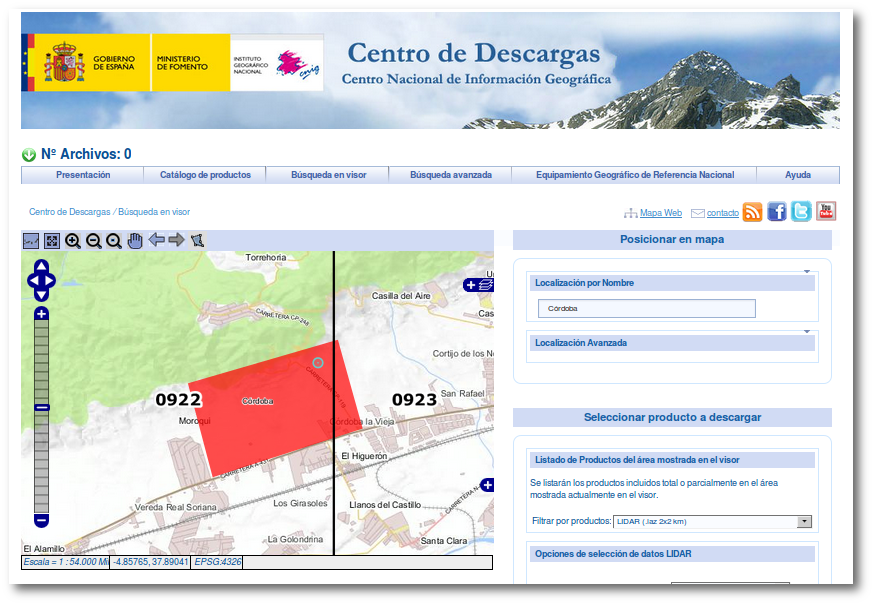 GOBIERNO
DE ESPAÑA
MINISTERIO
DE FOMENTO
INSTITUTO
GEOGRÁFICO
NACIONAL
cnig
Centro de Descargas
Centro Nacional de Información Geográfica
Nº Archivos: 0
Presentación
Catálogo de productos
Búsqueda en visor
Búsqueda avanzada
Equipamiento Geográfico de Referencia Nacional
Ayuda
Centro de Descargas / Búsqueda en visor
Mapa Web
contacto
You
Tube
Posicionar en mapa
Localización por Nombre
Córdoba
Localización Avanzada
Seleccionar producto a descargar
Listado de Productos del área mostrada en el visor
Se listarán los productos incluidos total o parcialmente en el área
mostrada actualmente en el visor.
Filtrar por productos: LIDAR (.laz 2x2 km)
Opciones de selección de datos LIDAR
Torrehoria
Casilla del Aire
Cas
CARRETERA CP-244
Cortijo de los N
0922
Córdoba
0923
San Rafael
Córdoba la Vieja
El Higuerón
CARRETERA A-431
Vereda Real Soriana
Los Girasoles
Llanos del Castillo
La Golondrina
Santa Clara
El Alamillo
Escala = 1 : 54.000 Mil
-4.85765, 37.89041
EPSG:4326